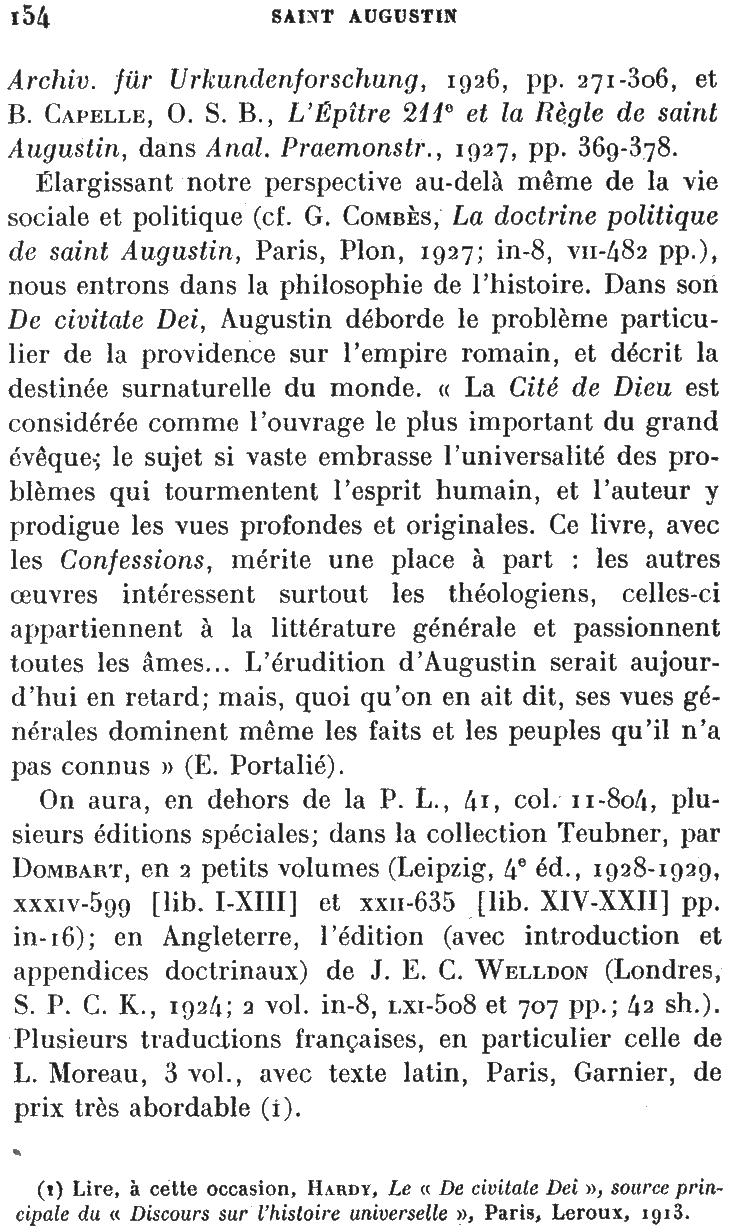 154 SAINT AUGUSTIN
Archiv. für Urkundenforschung, 1926, pp. 271-306, et
B. CAPELLE, O. S. B., L'Épître 211e et la Règle de saint
Augustin, dans Anal. Praemonstr., 1927, pp. 369-378.
Élargissant notre perspective au-delà même de la vie
sociale et politique (cf. G. COMBÈS, La doctrine politique
de saint Augustin, Paris, Plon, 1927; in-8, VII-482 pp.),
nous entrons dans la philosophie de l'histoire. Dans son
De civitate Dei, Augustin déborde le problème particu-
lier de la providence sur l'empire romain, et décrit la
destinée surnaturelle du monde. « La Cité de Dieu est
considérée comme l'ouvrage le plus important du grand
évêque; le sujet si vaste embrasse l'universalité des pro-
blèmes qui tourmentent l'esprit humain, et l'auteur y
prodigue les vues profondes et originales. Ce livre, avec
les Confessions, mérite une place à part : les autres
œuvres intéressent surtout les théologiens, celles-ci
appartiennent à la littérature générale et passionnent
toutes les âmes... L'érudition d'Augustin serait aujour-
d'hui en retard; mais, quoi qu'on en ait dit, ses vues gé-
nérales dominent même les faits et les peuples qu'il n'a
pas connus » (E. Portalié).
On aura, en dehors de la P. L., 41, col. 11-804, plu-
sieurs éditions spéciales; dans la collection Teubner, par
DOMBART, en 2 petits volumes (Leipzig, 4e éd., 1928-1929,
XXXIV-599 [lib. I-XIII] et XXII-635 [lib. XIV-XXII] pp.
in-16); en Angleterre, l'édition (avec introduction et
appendices doctrinaux) de J. E. C. WELLDON (Londres,
S. P. C. K., 1924; 2 vol. in-8, LXI-508 et 707 pp.; 42 sh.).
Plusieurs traductions françaises, en particulier celle de
L. Moreau, 3 vol., avec texte latin, Paris, Garnier, de
prix très abordable (1).
(1) Lire, à cette occasion, HARDY, Le « De civitate Dei », source prin-
cipale du « Discours sur l'histoire universelle », Paris, Leroux, 1913.